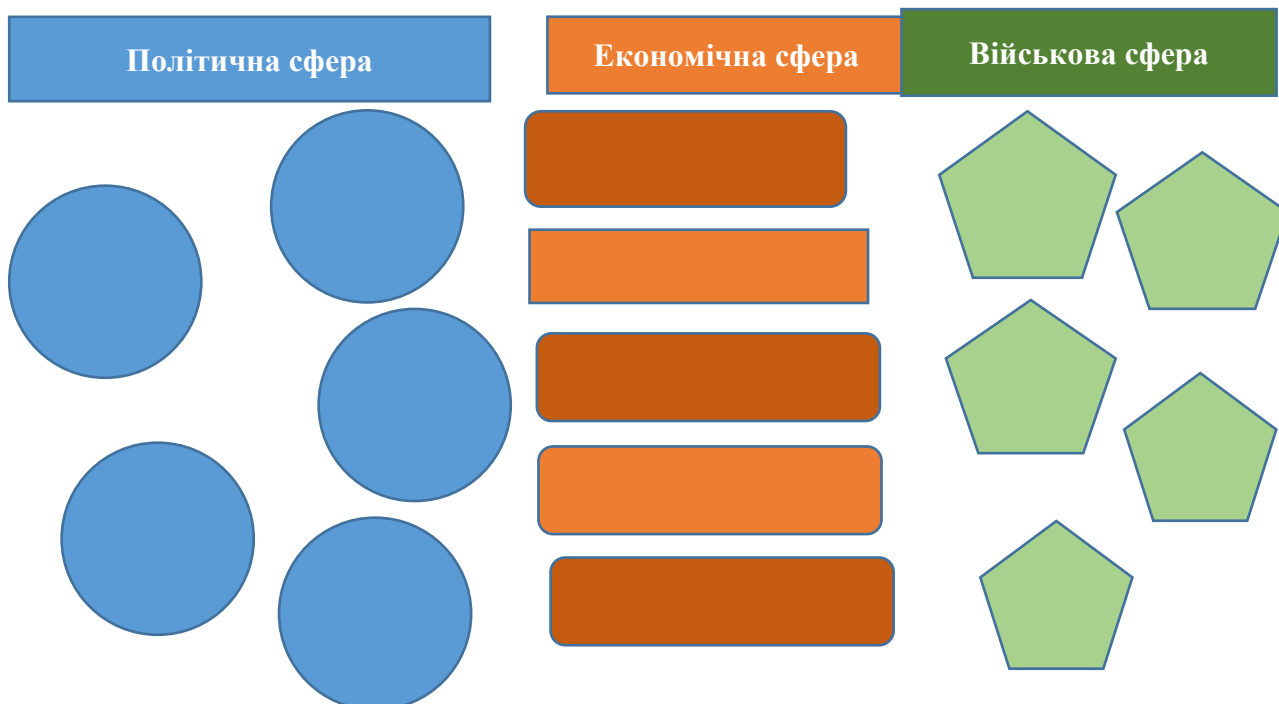 Політична сфера
Економічна сфера
Військова сфера